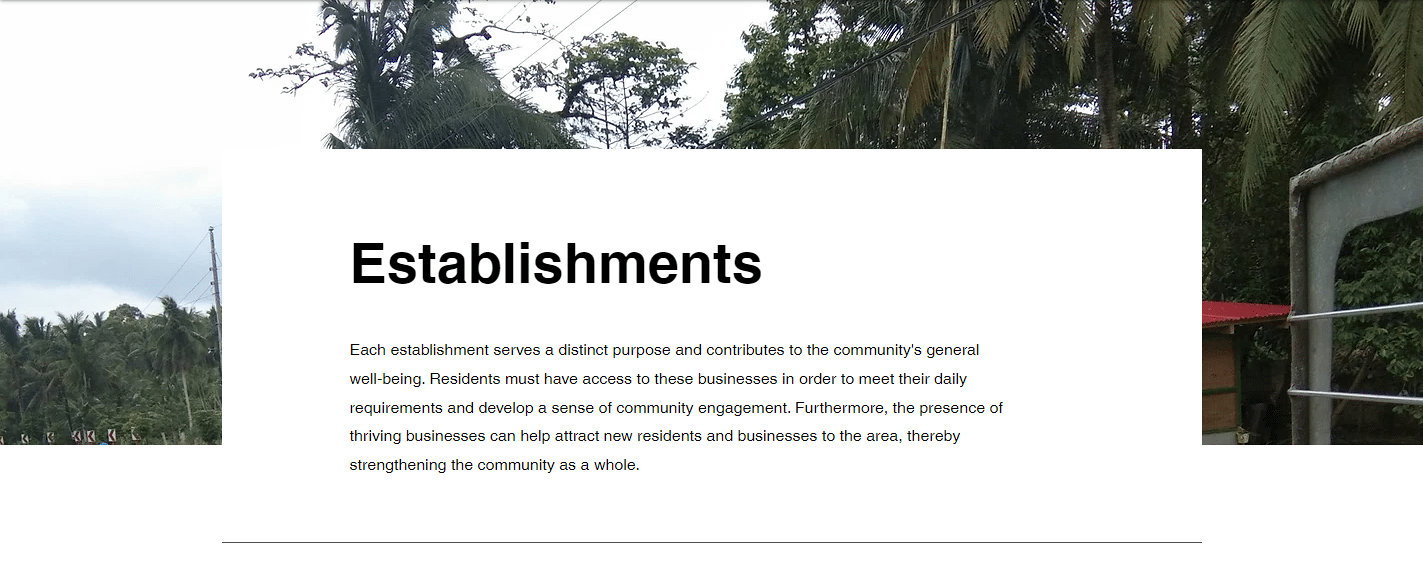 Establishments
Each establishment serves a distinct purpose and contributes to the community's general
well-being. Residents must have access to these businesses in order to meet their daily
requirements and develop a sense of community engagement. Furthermore, the presence of
thriving businesses can help attract new residents and businesses to the area, thereby
strengthening the community as a whole.